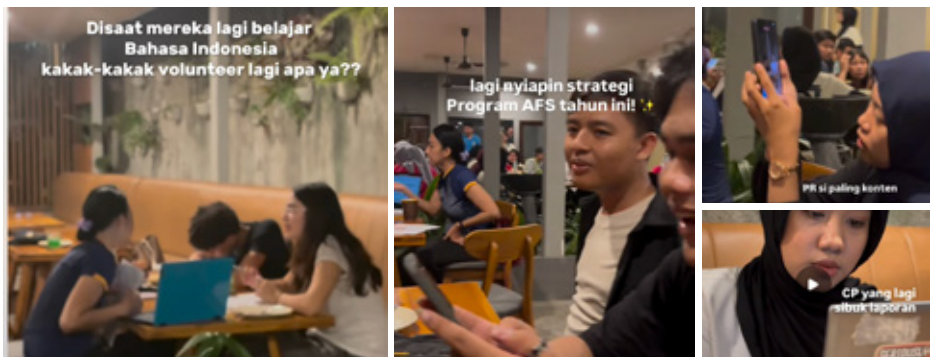 Disaat mereka lagi belajar
Bahasa Indonesia
kakak-kakak volunteer lagi apa ya??
lagi nyiapin strategi
Program AFS tahun ini! ✨
PR si paling konten
CP yang lagi
sibuk laporan